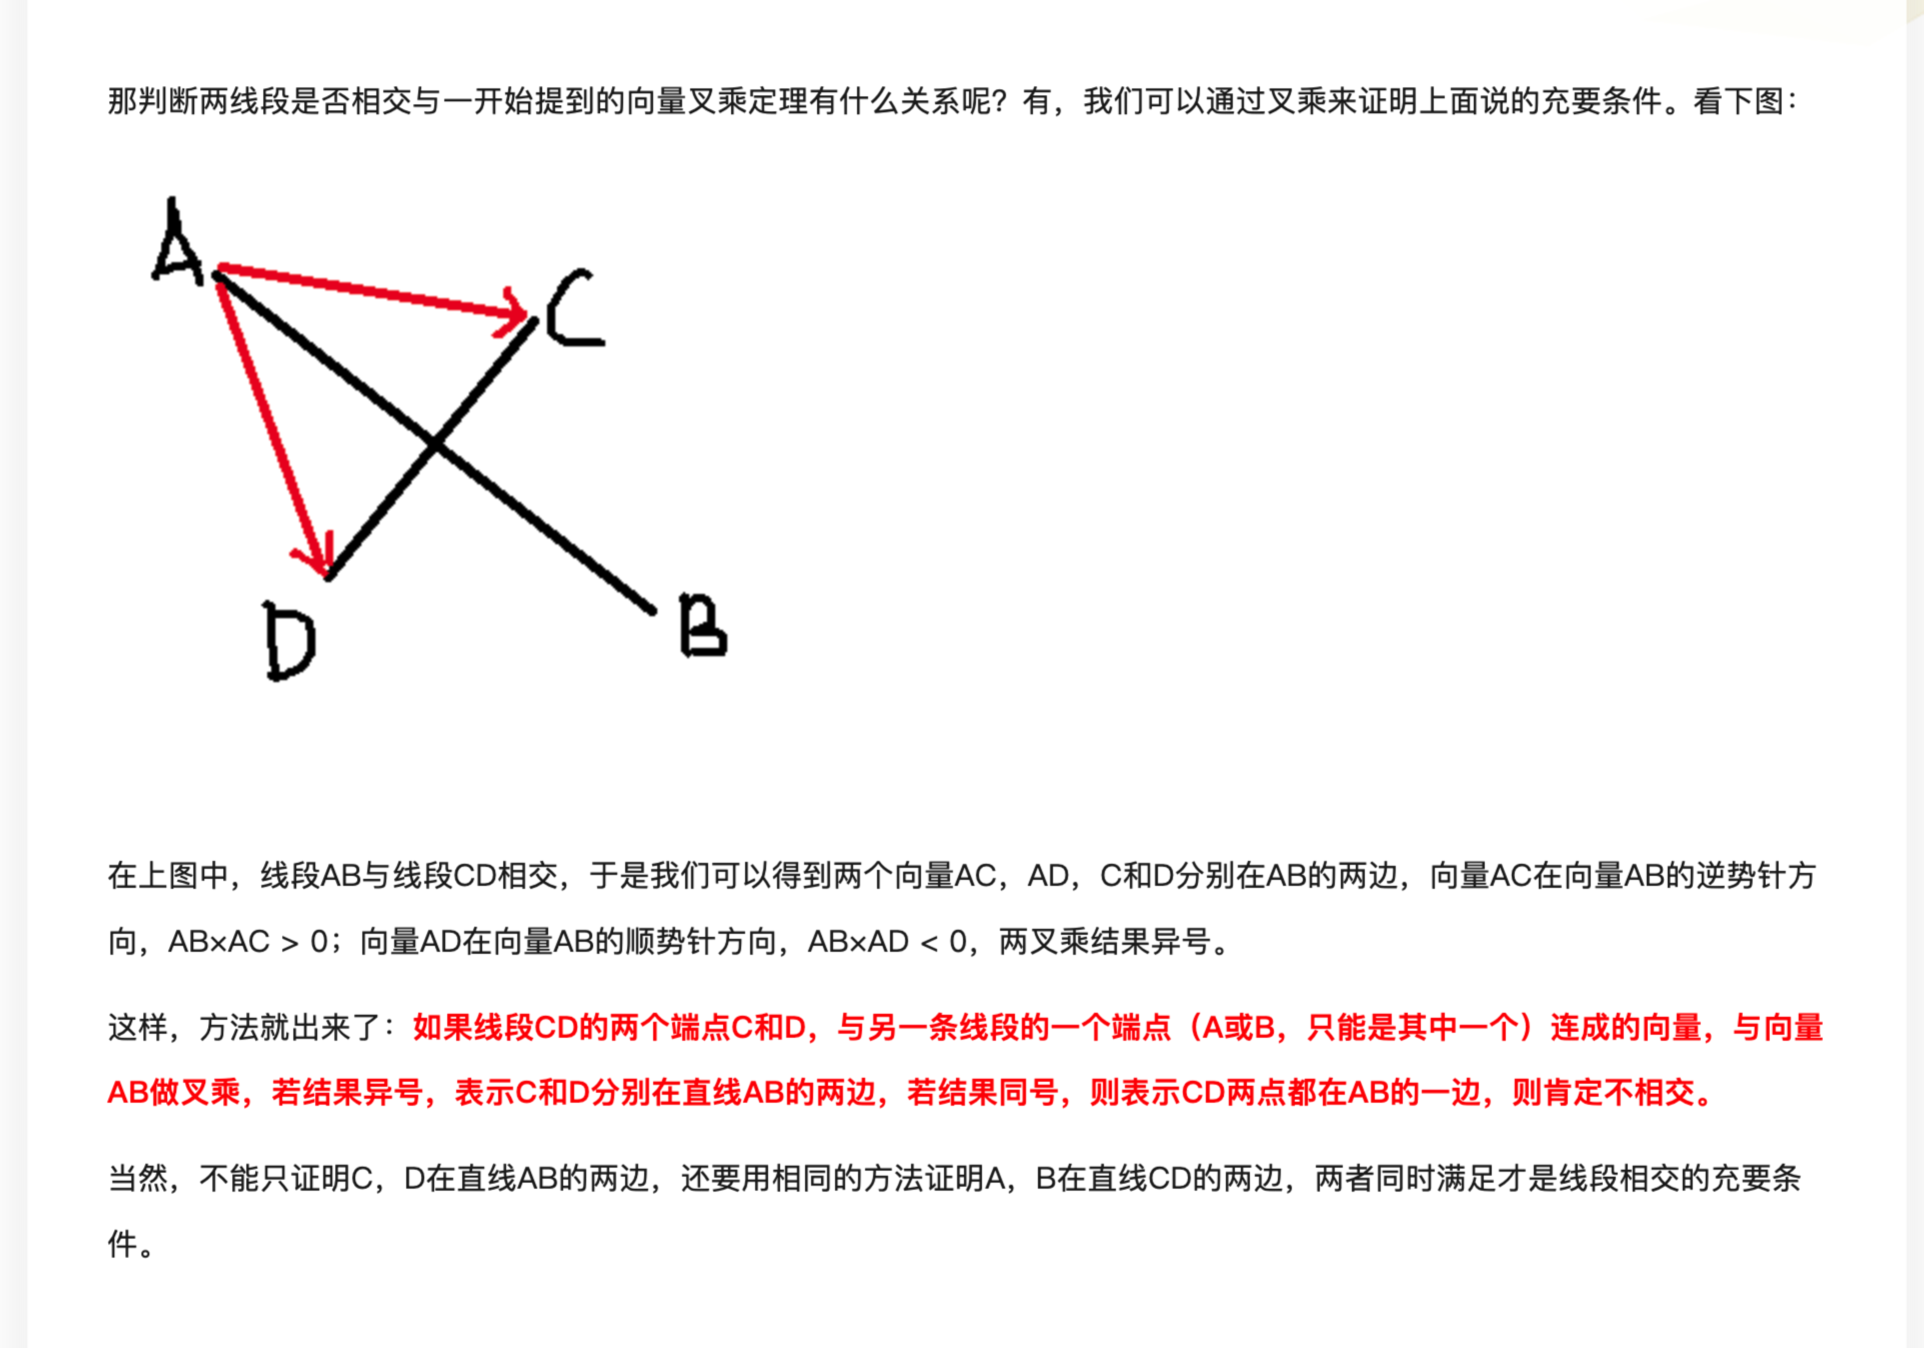 那判断两线段是否相交与一开始提到的向量叉乘定理有什么关系呢？有，我们可以通过叉乘来证明上面说的充要条件。看下图：
A
C
D
B
在上图中，线段AB与线段CD相交，于是我们可以得到两个向量AC，AD，C和D分别在AB的两边，向量AC在向量AB的逆势针方
向，AB×AC > 0；向量AD在向量AB的顺势针方向，AB×AD < 0，两叉乘结果异号。
这样，方法就出来了：如果线段CD的两个端点C和D，与另一条线段的一个端点（A或B，只能是其中一个）连成的向量，与向量
AB做叉乘，若结果异号，表示C和D分别在直线AB的两边，若结果同号，则表示CD两点都在AB的一边，则肯定不相交。
当然，不能只证明C，D在直线AB的两边，还要用相同的方法证明A，B在直线CD的两边，两者同时满足才是线段相交的充要条
件。